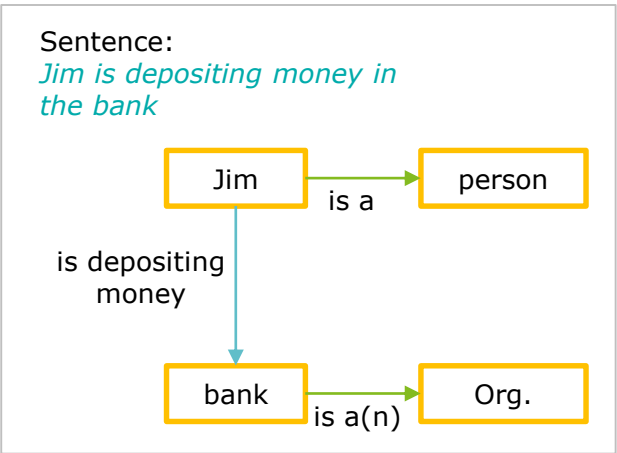 Sentence:
Jim is depositing money in
the bank
Jim
person
is a
is depositing
money
bank
Org.
is a(n)